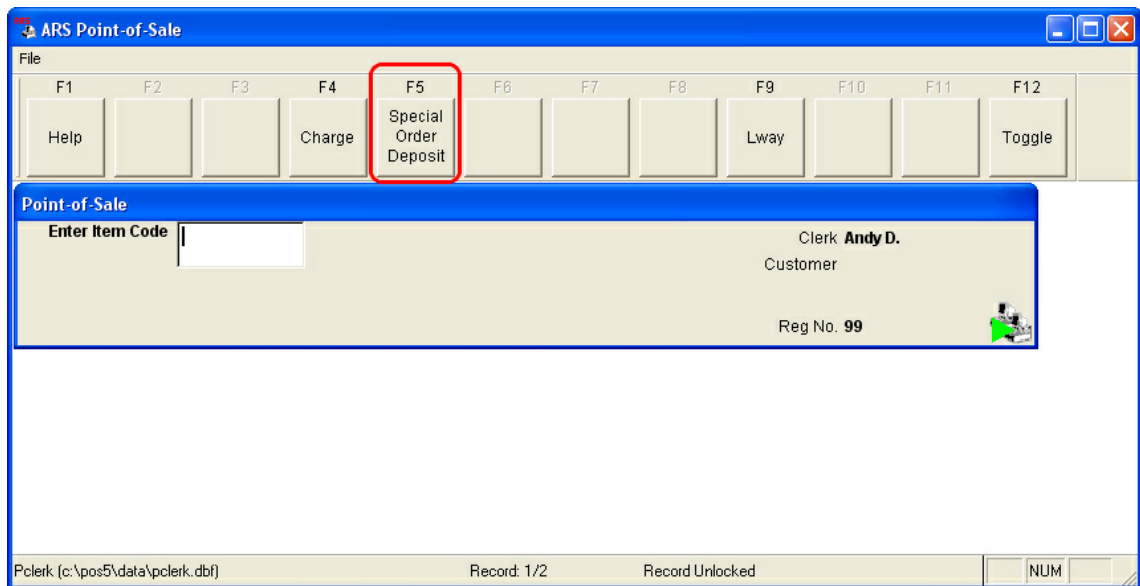 ARS Point-of-Sale
File
F1 F2 F3 F4 F5 F6 F7 F8 F9 F10 F11 F12
Help Charge Special Order Deposit Lway Toggle
Point-of-Sale
Enter Item Code
Clerk Andy D.
Customer
Reg No. 99
Pclerk (c:\pos5\data\pclerk.dbf) Record: 1/2 Record Unlocked NUM